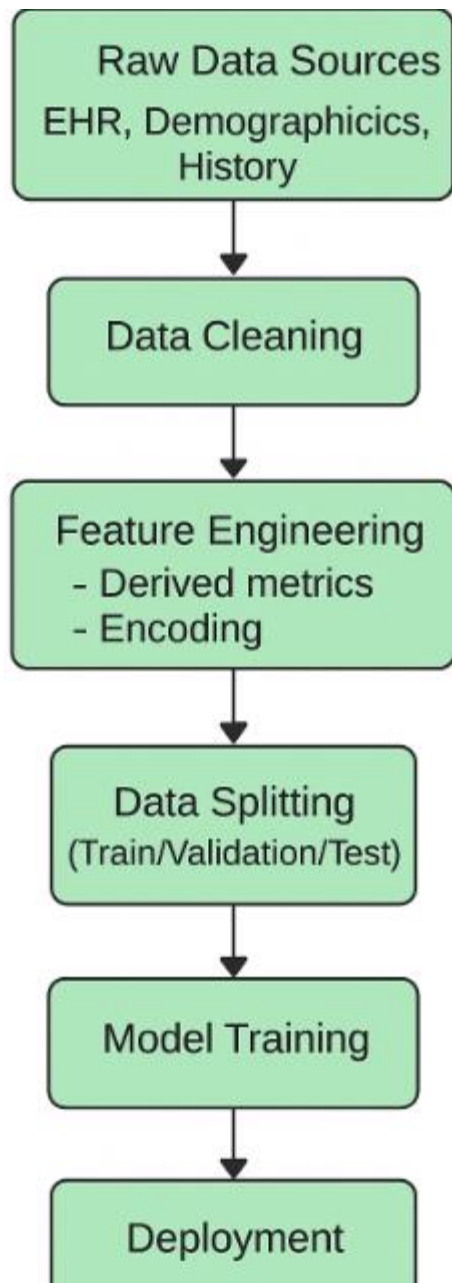 Raw Data Sources
EHR, Demographicics,
History
Data Cleaning
Feature Engineering
- Derived metrics
- Encoding
Data Splitting
(Train/Validation/Test)
Model Training
Deployment